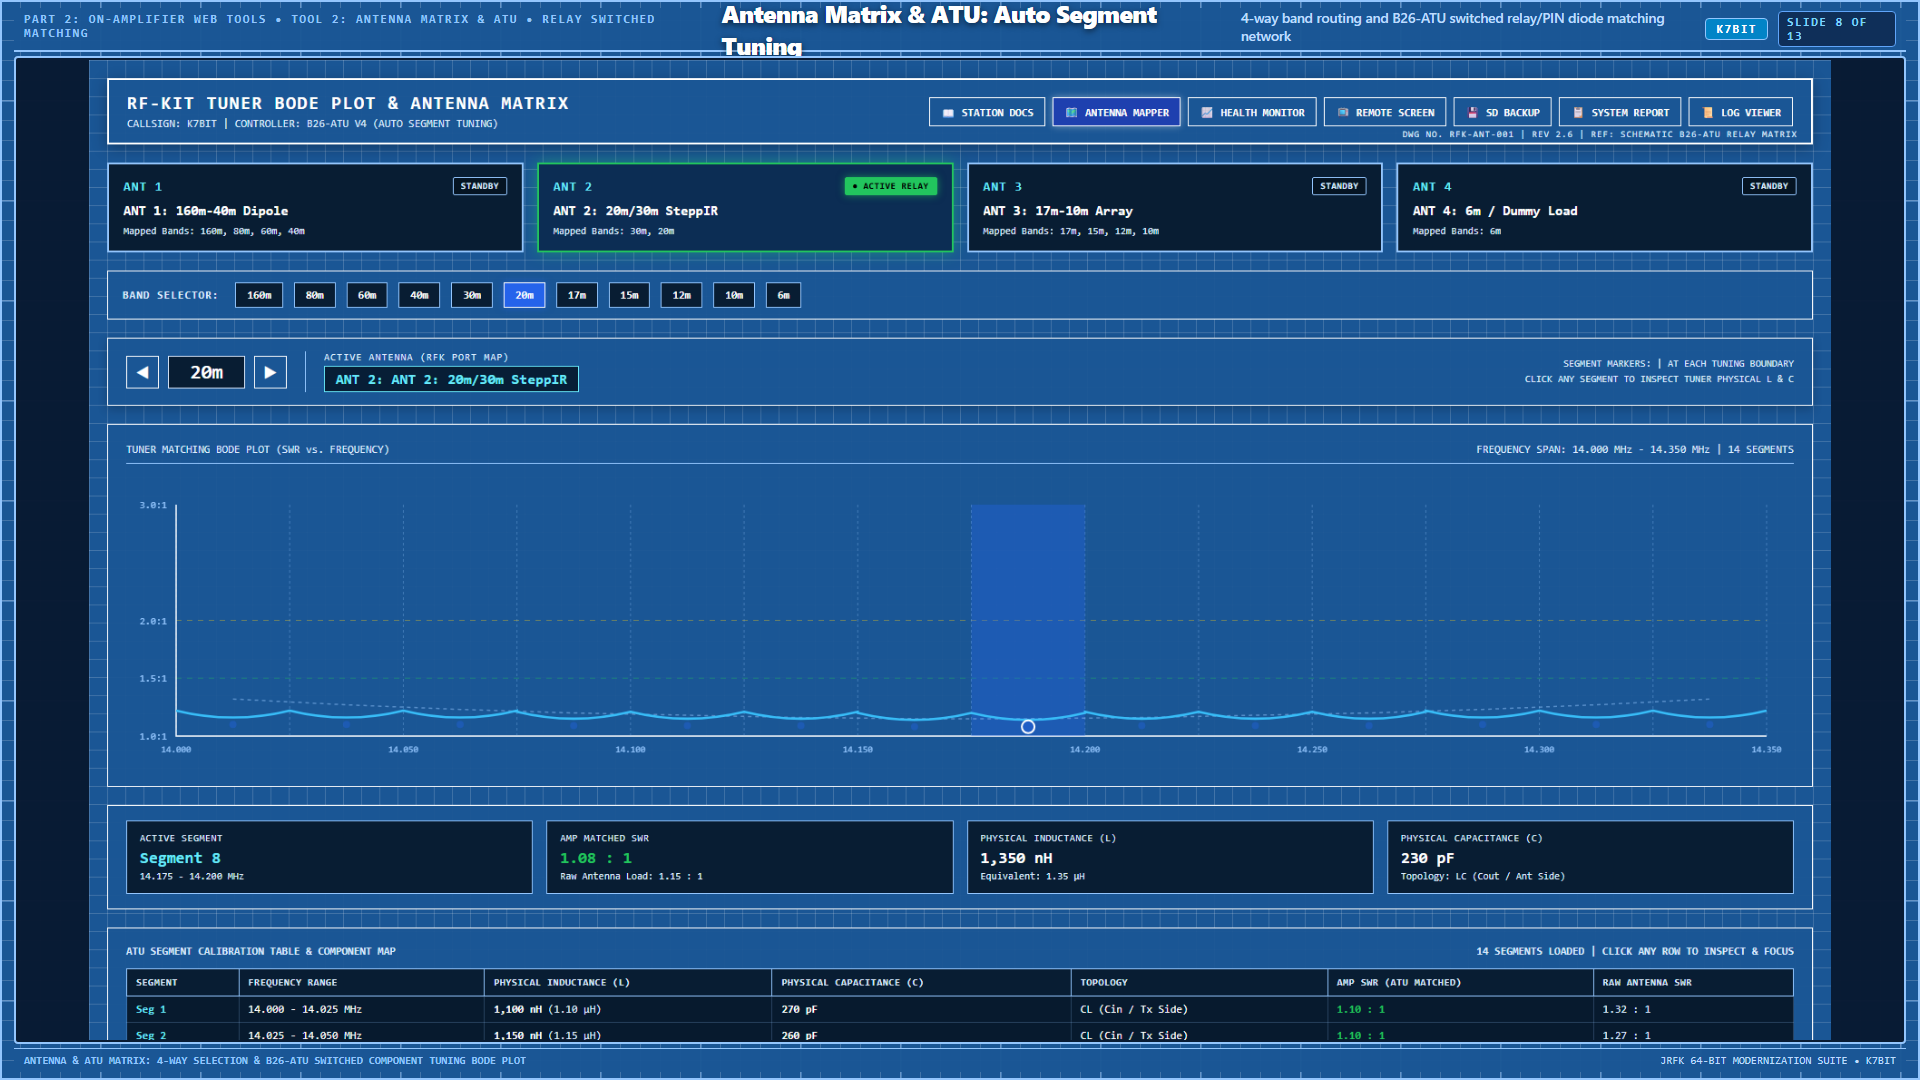 PART 2: ON-AMPLIFIER WEB TOOLS • TOOL 2: ANTENNA MATRIX & ATU • RELAY SWITCHED
MATCHING
Antenna Matrix & ATU: Auto Segment
Tuning
4-way band routing and B26-ATU switched relay/PIN diode matching
network
K7BIT
SLIDE 8 OF
13
RF-KIT TUNER BODE PLOT & ANTENNA MATRIX
CALLSIGN: K7BIT | CONTROLLER: B26-ATU V4 (AUTO SEGMENT TUNING)
STATION DOCS
ANTENNA MAPPER
HEALTH MONITOR
REMOTE SCREEN
SD BACKUP
SYSTEM REPORT
LOG VIEWER
DWG NO. RFK-ANT-001 | REV 2.6 | REF: SCHEMATIC B26-ATU RELAY MATRIX
ANT 1
STANDBY
ANT 1: 160m-40m Dipole
Mapped Bands: 160m, 80m, 60m, 40m
ANT 2
● ACTIVE RELAY
ANT 2: 20m/30m SteppIR
Mapped Bands: 30m, 20m
ANT 3
STANDBY
ANT 3: 17m-10m Array
Mapped Bands: 17m, 15m, 12m, 10m
ANT 4
STANDBY
ANT 4: 6m / Dummy Load
Mapped Bands: 6m
BAND SELECTOR: 160m 80m 60m 40m 30m 20m 17m 15m 12m 10m 6m
◀ 20m ▶
ACTIVE ANTENNA (RFK PORT MAP)
ANT 2: ANT 2: 20m/30m SteppIR
SEGMENT MARKERS: | AT EACH TUNING BOUNDARY
CLICK ANY SEGMENT TO INSPECT TUNER PHYSICAL L & C
TUNER MATCHING BODE PLOT (SWR vs. FREQUENCY)
FREQUENCY SPAN: 14.000 MHz - 14.350 MHz | 14 SEGMENTS
3.0:1
2.0:1
1.5:1
1.0:1
14.000 14.050 14.100 14.150 14.200 14.250 14.300 14.350
ACTIVE SEGMENT
Segment 8
14.175 - 14.200 MHz
AMP MATCHED SWR
1.08 : 1
Raw Antenna Load: 1.15 : 1
PHYSICAL INDUCTANCE (L)
1,350 nH
Equivalent: 1.35 μH
PHYSICAL CAPACITANCE (C)
230 pF
Topology: LC (Cout / Ant Side)
ATU SEGMENT CALIBRATION TABLE & COMPONENT MAP
14 SEGMENTS LOADED | CLICK ANY ROW TO INSPECT & FOCUS
SEGMENT FREQUENCY RANGE PHYSICAL INDUCTANCE (L) PHYSICAL CAPACITANCE (C) TOPOLOGY AMP SWR (ATU MATCHED) RAW ANTENNA SWR
Seg 1 14.000 - 14.025 MHz 1,100 nH (1.10 μH) 270 pF CL (Cin / Tx Side) 1.10 : 1 1.32 : 1
Seg 2 14.025 - 14.050 MHz 1,150 nH (1.15 μH) 260 pF CL (Cin / Tx Side) 1.10 : 1 1.27 : 1
ANTENNA & ATU MATRIX: 4-WAY SELECTION & B26-ATU SWITCHED COMPONENT TUNING BODE PLOT
JRFK 64-BIT MODERNIZATION SUITE • K7BIT